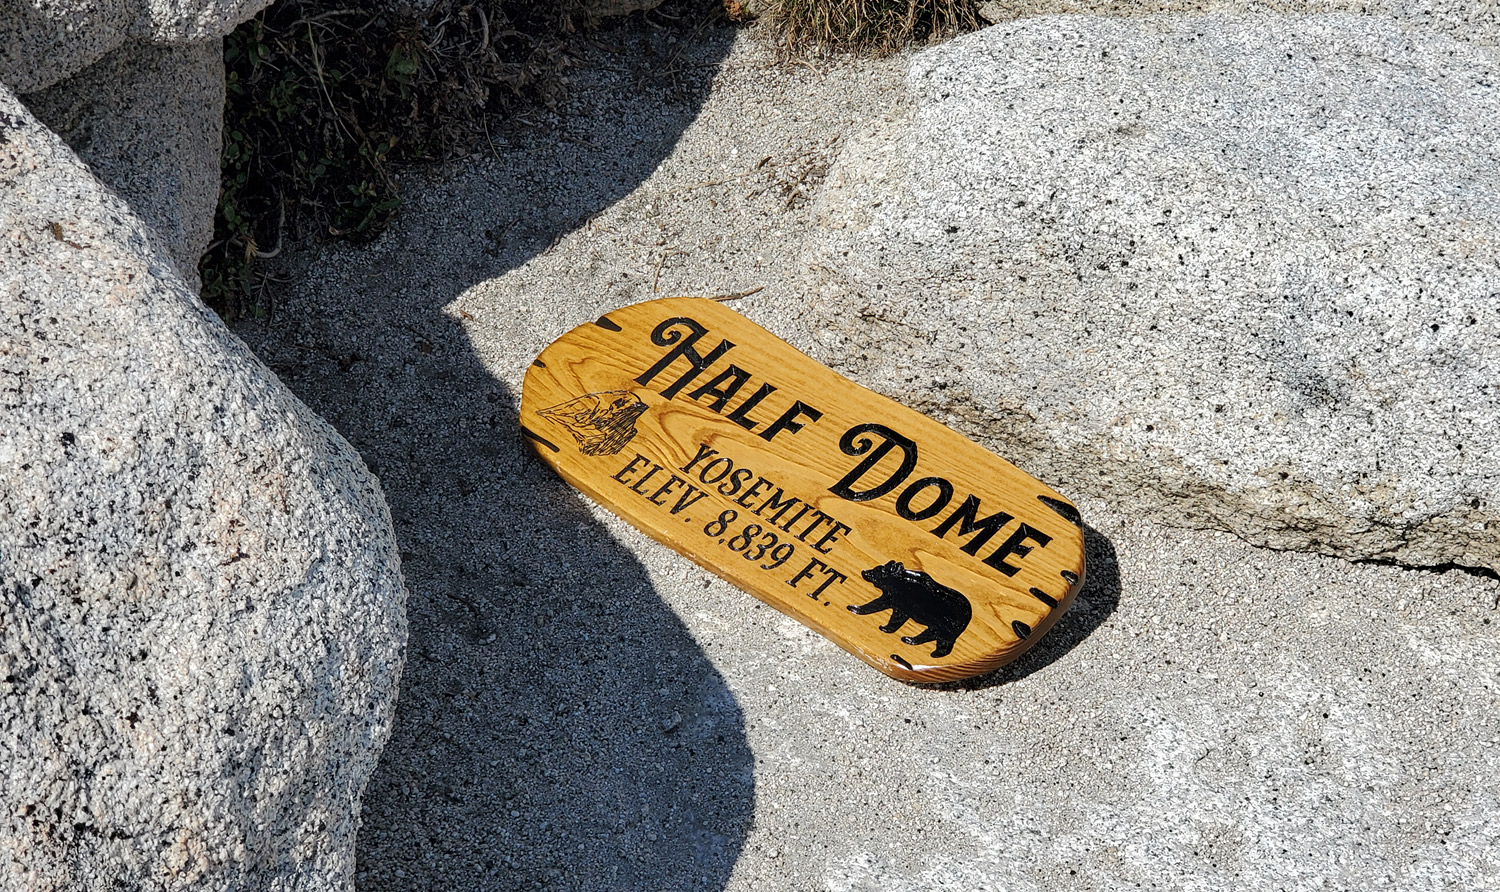 HALF DOME
YOSEMITE
ELEV. 8,839 FT.